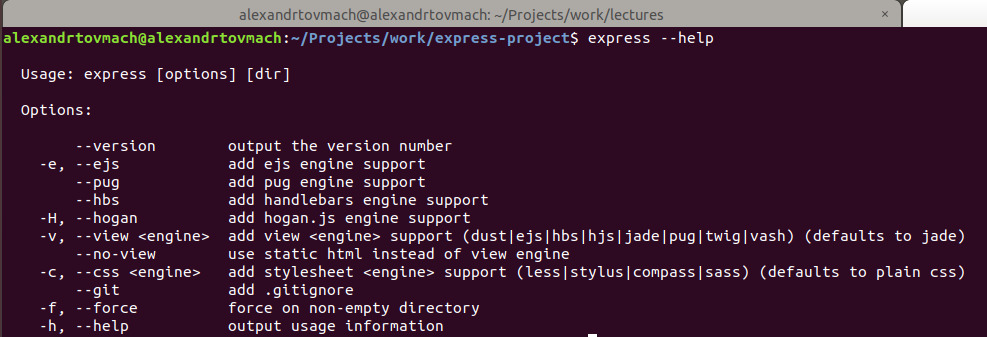 alexandrtovmach@alexandrtovmach: ~/Projects/work/lectures ×
alexandrtovmach@alexandrtovmach:~/Projects/work/express-project$ express --help
Usage: express [options] [dir]
Options:
--version output the version number
-e, --ejs add ejs engine support
--pug add pug engine support
--hbs add handlebars engine support
-H, --hogan add hogan.js engine support
-v, --view <engine> add view <engine> support (dust|ejs|hbs|hjs|jade|pug|twig|vash) (defaults to jade)
--no-view use static html instead of view engine
-c, --css <engine> add stylesheet <engine> support (less|stylus|compass|sass) (defaults to plain css)
--git add .gitignore
-f, --force force on non-empty directory
-h, --help output usage information